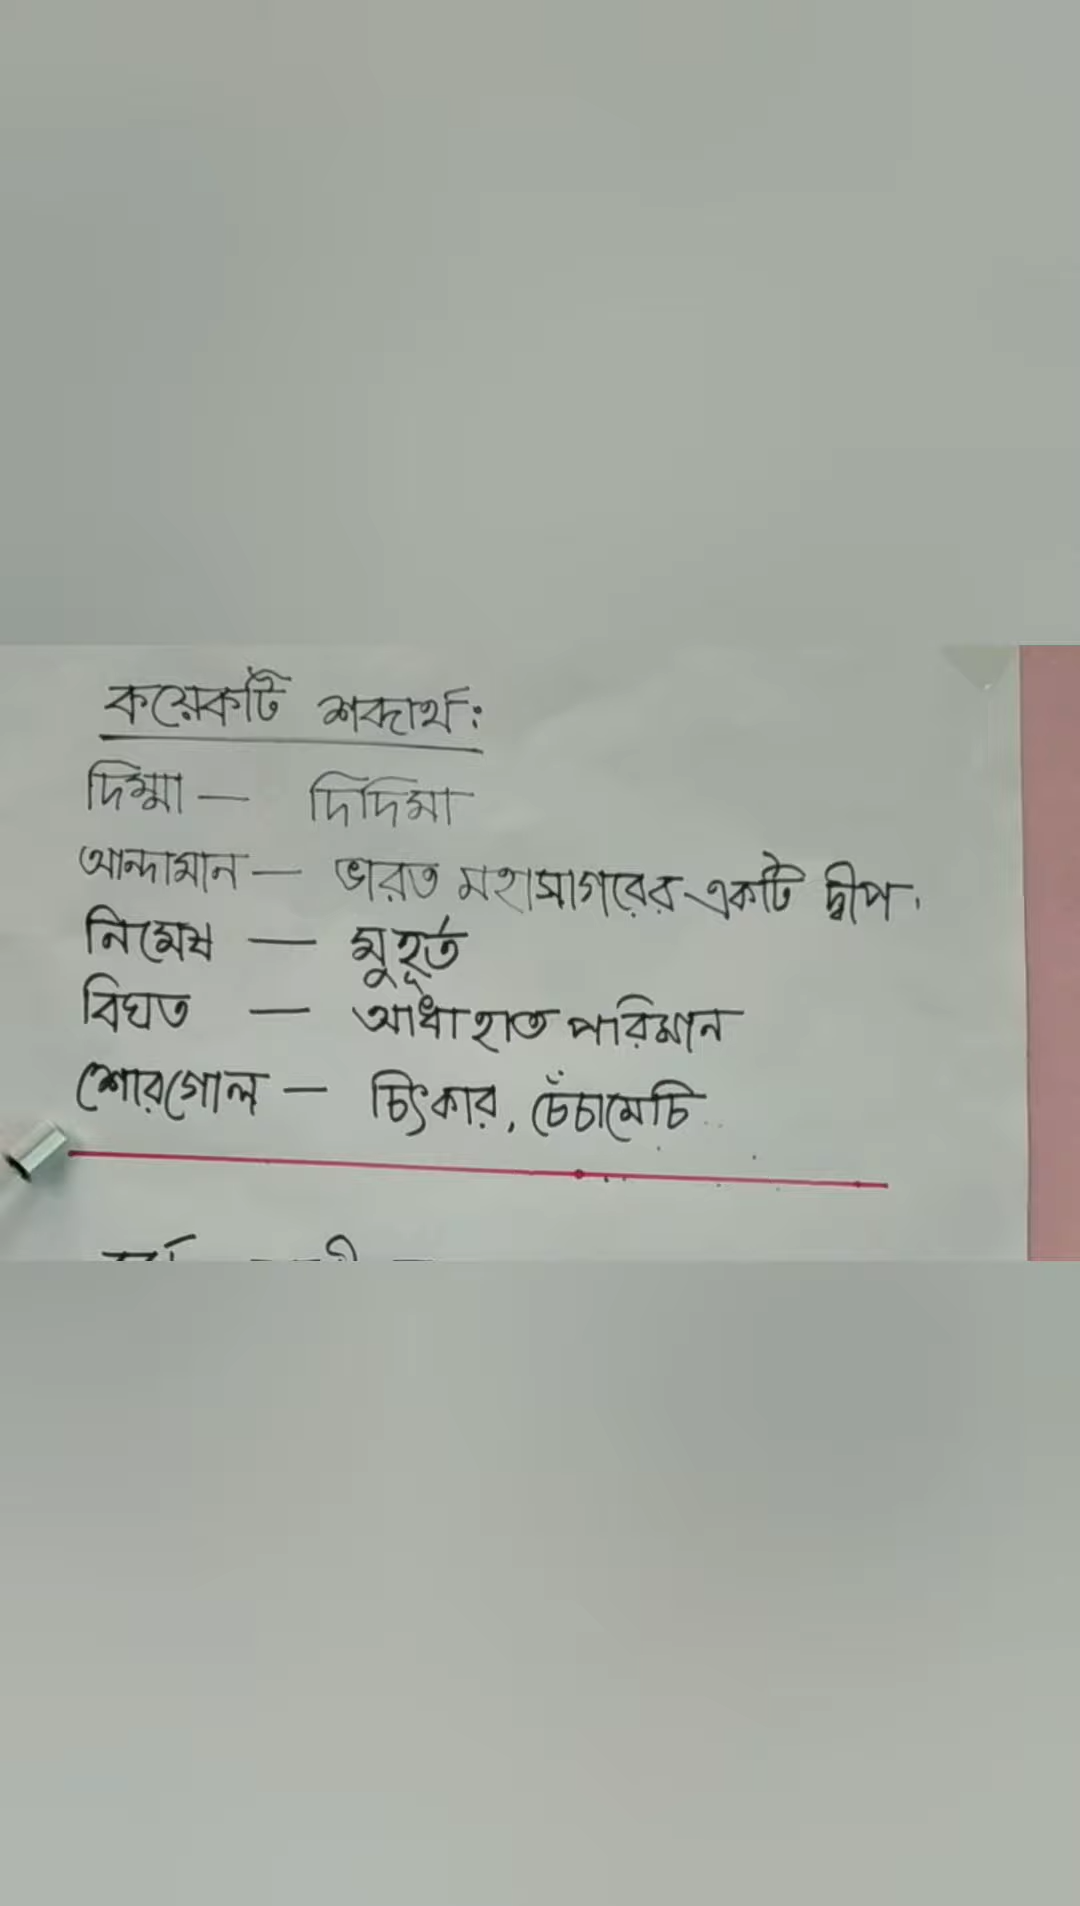 কয়েকটি শব্দার্থ:
দিম্মা — দিদিমা
আন্দামান — ভারত মহাসাগরের একটি দ্বীপ।
নিমেষ — মুহূর্ত
বিঘত — আধা হাত পরিমান
শোরগোল — চিৎকার, চেঁচামেচি